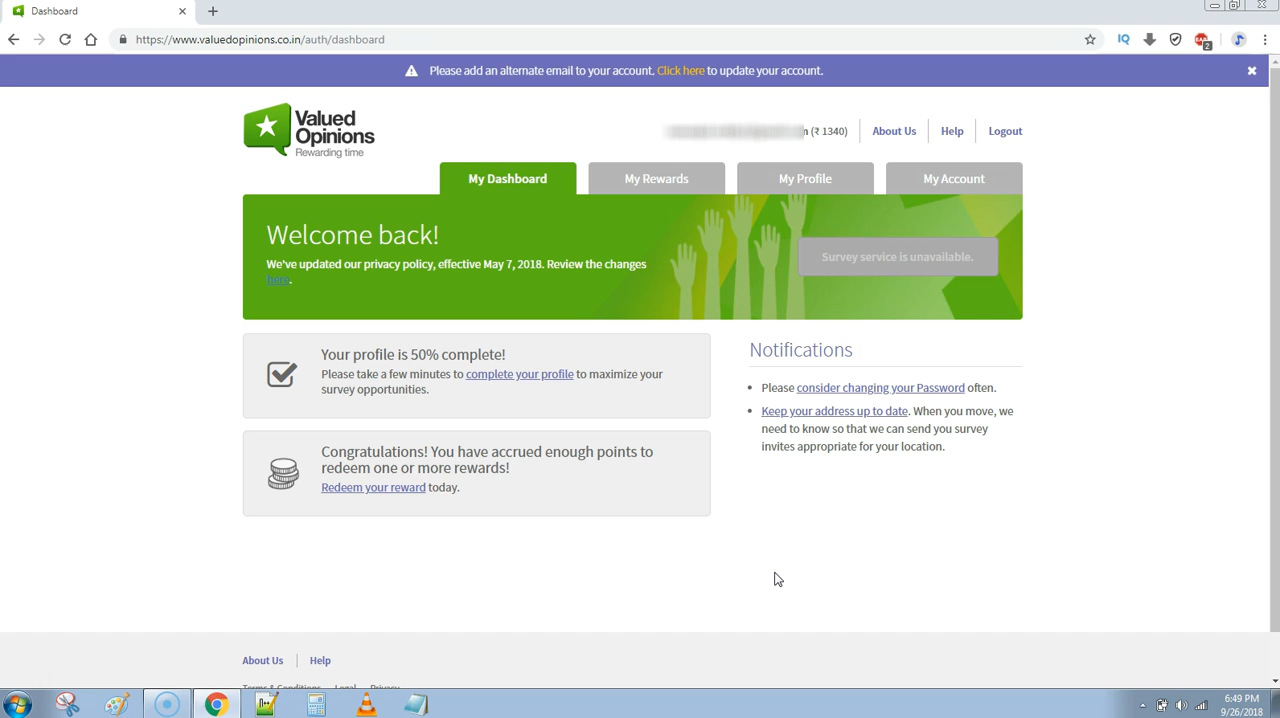 Dashboard
https://www.valuedopinions.co.in/auth/dashboard
IQ
2
Please add an alternate email to your account. Click here to update your account.
Valued
Opinions
Rewarding time
(₹ 1340)
About Us
Help
Logout
My Dashboard
My Rewards
My Profile
My Account
Welcome back!
We've updated our privacy policy, effective May 7, 2018. Review the changes
here.
Survey service is unavailable.
Your profile is 50% complete!
Please take a few minutes to complete your profile to maximize your
survey opportunities.
Congratulations! You have accrued enough points to
redeem one or more rewards!
Redeem your reward today.
Notifications
Please consider changing your Password often.
Keep your address up to date. When you move, we
need to know so that we can send you survey
invites appropriate for your location.
About Us
Help
Terms & Conditions Legal Privacy
6:49 PM
9/26/2018